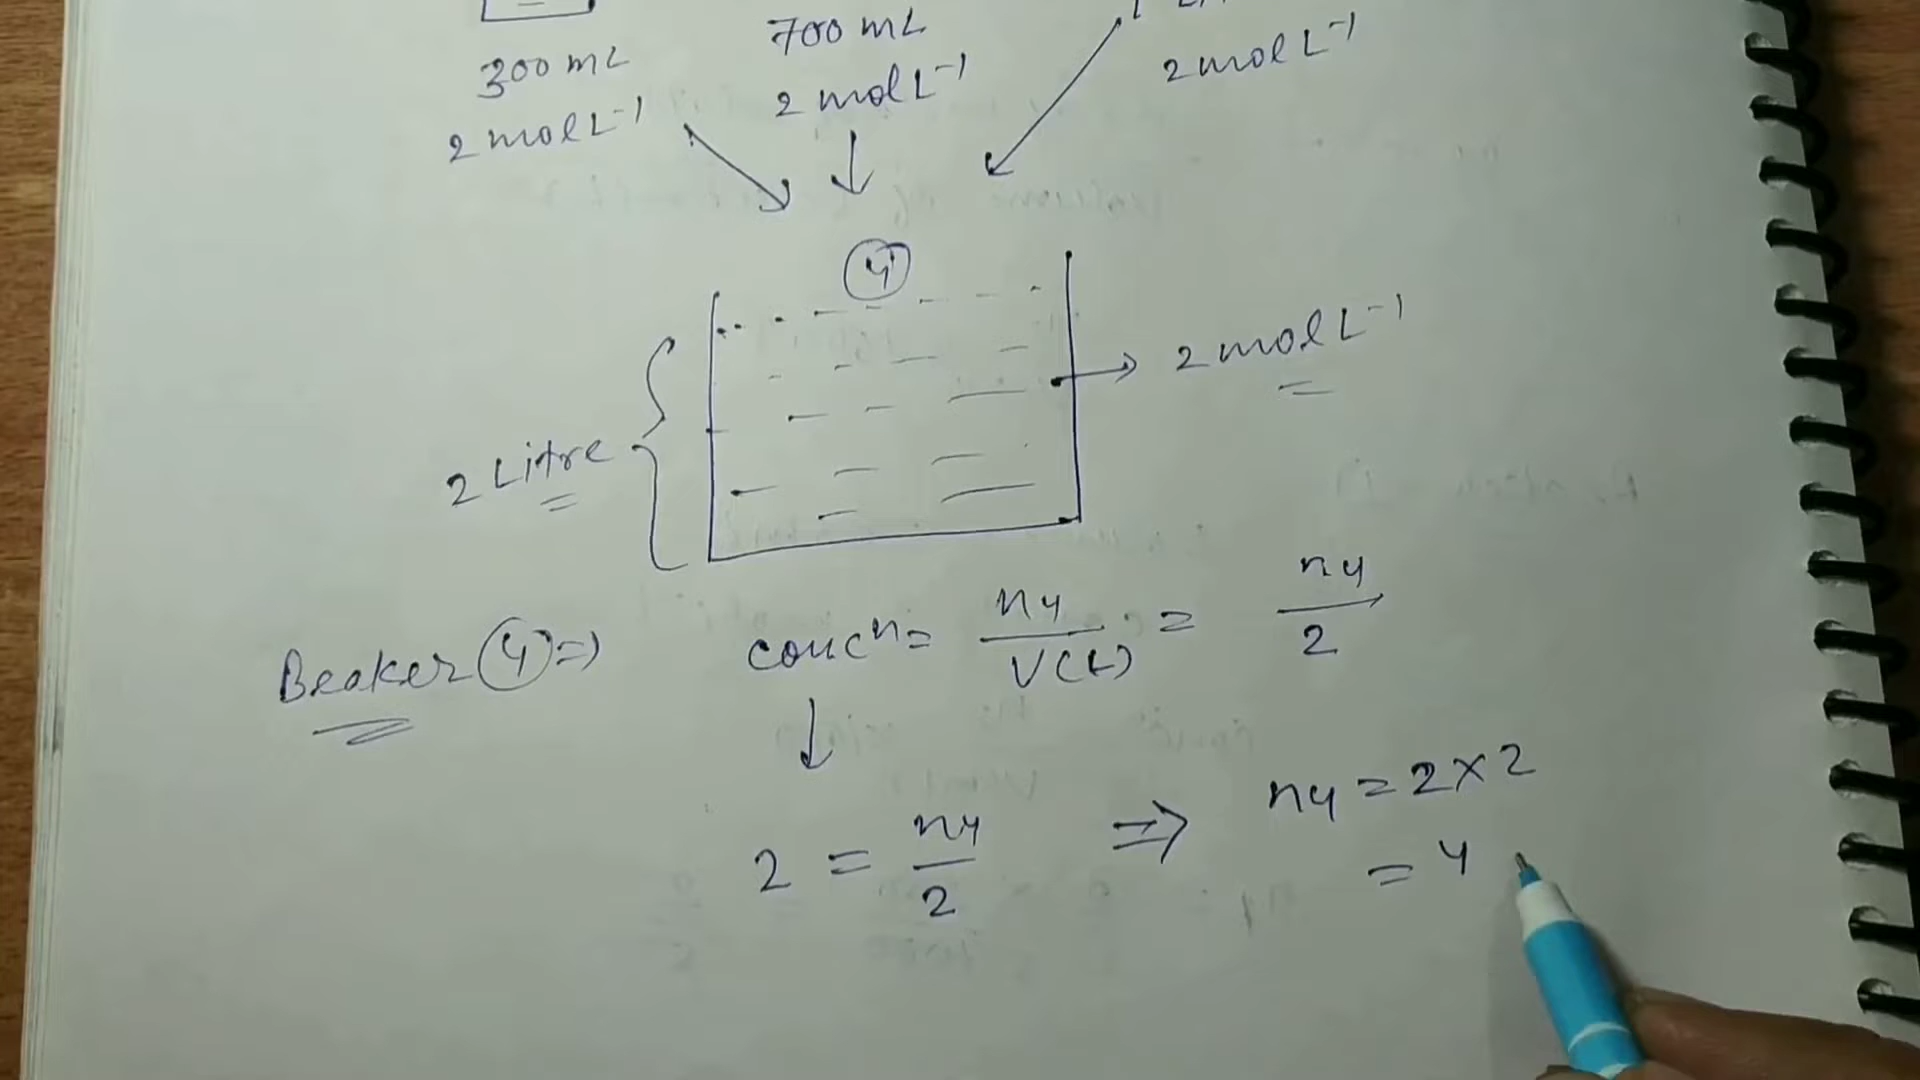 300 mL
2 mol L⁻¹
700 mL
2 mol L⁻¹
2 mol L⁻¹
4
2 Litre
2 mol L⁻¹
Beaker 4 ⇒ concⁿ = n4/V(L) = n4/2
↓
2 = n4/2 ⇒ n4 = 2×2
= 4